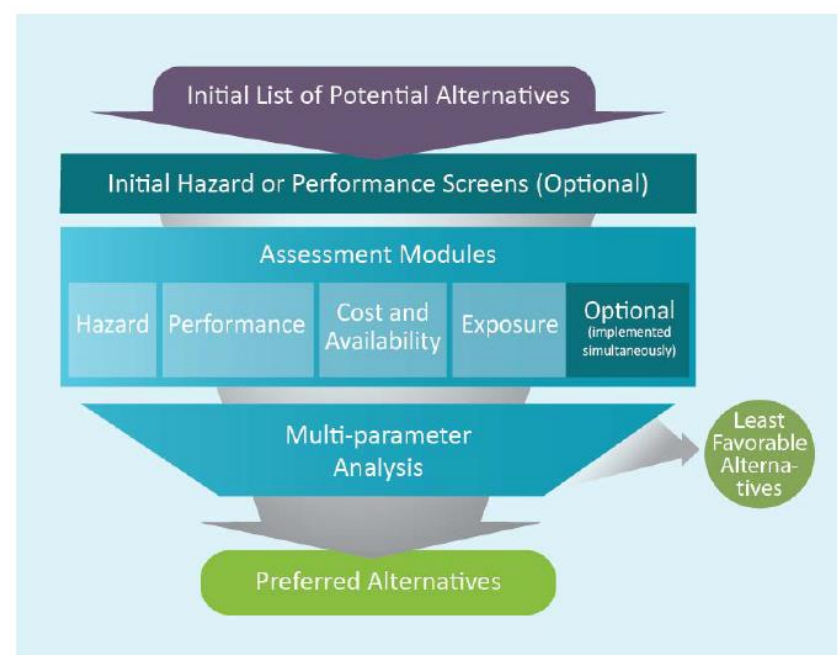 Initial List of Potential Alternatives
Initial Hazard or Performance Screens (Optional)
Assessment Modules
Hazard
Performance
Cost and
Availability
Exposure
Optional
(implemented
simultaneously)
Multi-parameter
Analysis
Least
Favorable
Alterna-
tives
Preferred Alternatives